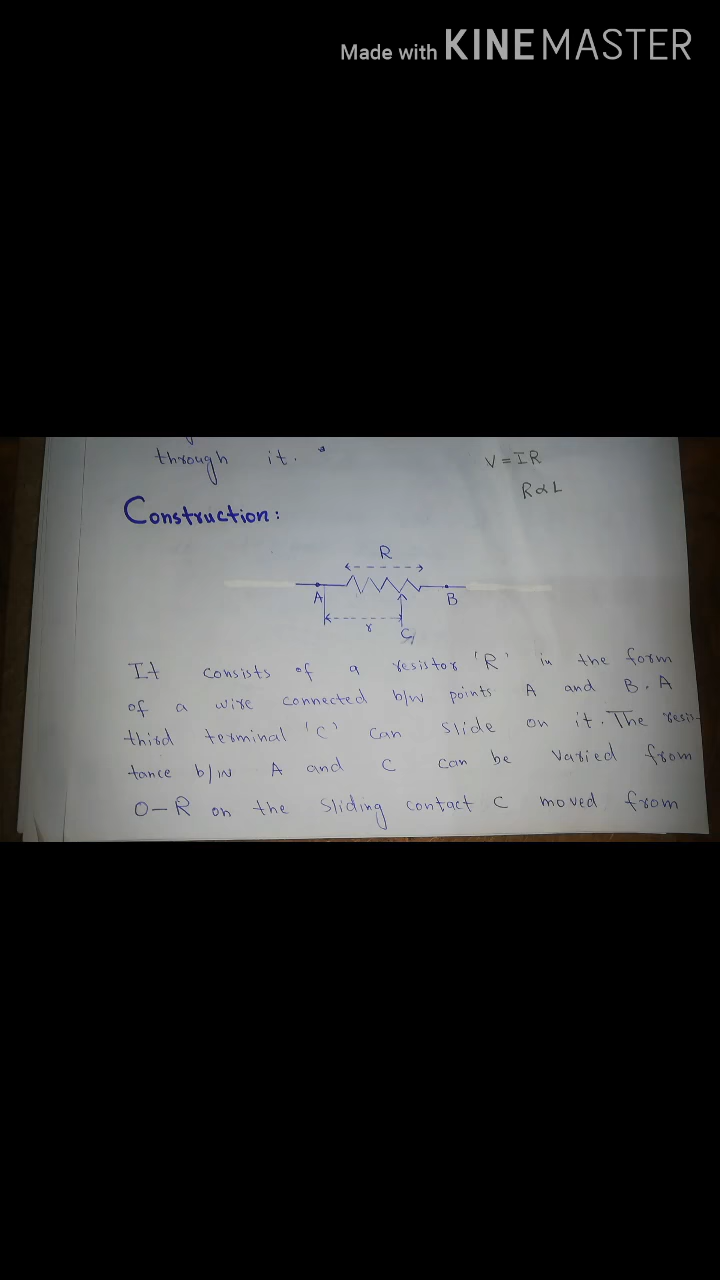 Made with KINEMASTER
through it.
V = IR
R ∝ L
Construction:
R
A
B
r
C
It consists of a resistor 'R' in the form
of a wire connected b/w points A and B. A
third terminal 'C' can slide on it. The resis-
tance b/w A and C can be varied from
0–R on the sliding contact C moved from